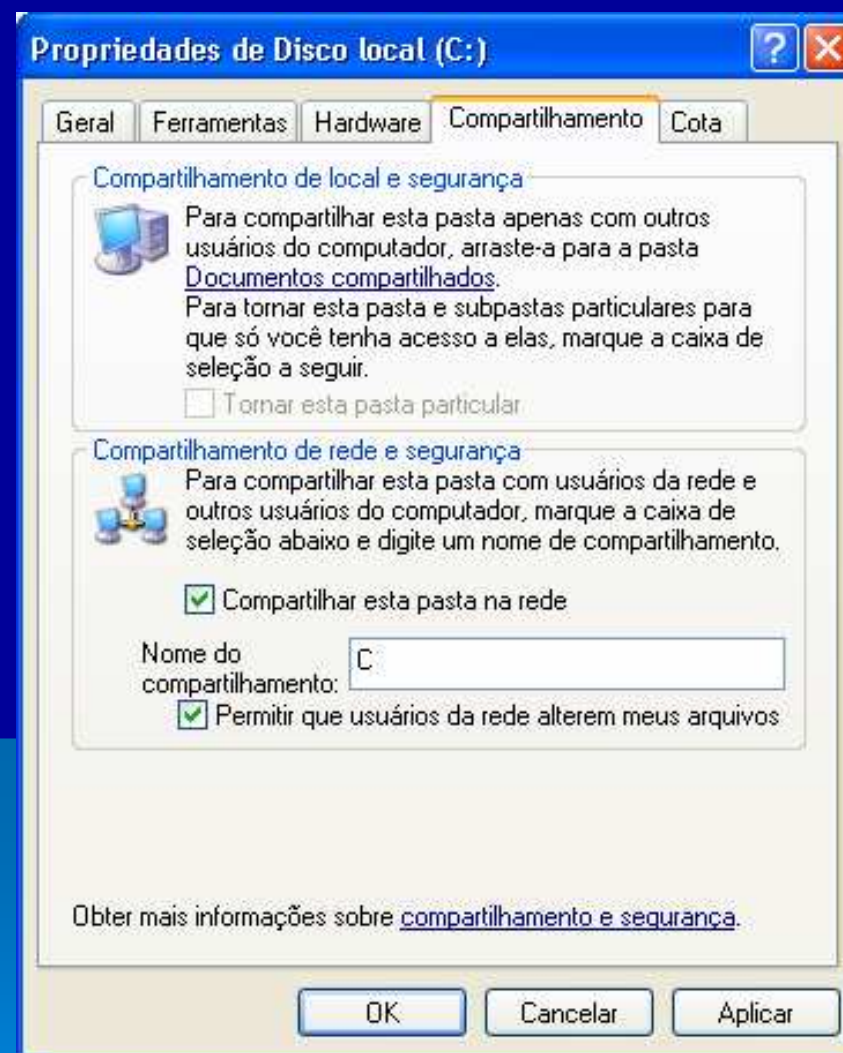 Propriedades de Disco local (C:)
Geral Ferramentas Hardware Compartilhamento Cota
Compartilhamento de local e segurança
Para compartilhar esta pasta apenas com outros
usuários do computador, arraste-a para a pasta
Documentos compartilhados.
Para tornar esta pasta e subpastas particulares para
que só você tenha acesso a elas, marque a caixa de
seleção a seguir.
Tornar esta pasta particular
Compartilhamento de rede e segurança
Para compartilhar esta pasta com usuários da rede e
outros usuários do computador, marque a caixa de
seleção abaixo e digite um nome de compartilhamento.
Compartilhar esta pasta na rede
Nome do
compartilhamento:
C
Permitir que usuários da rede alterem meus arquivos
Obter mais informações sobre compartilhamento e segurança.
OK Cancelar Aplicar